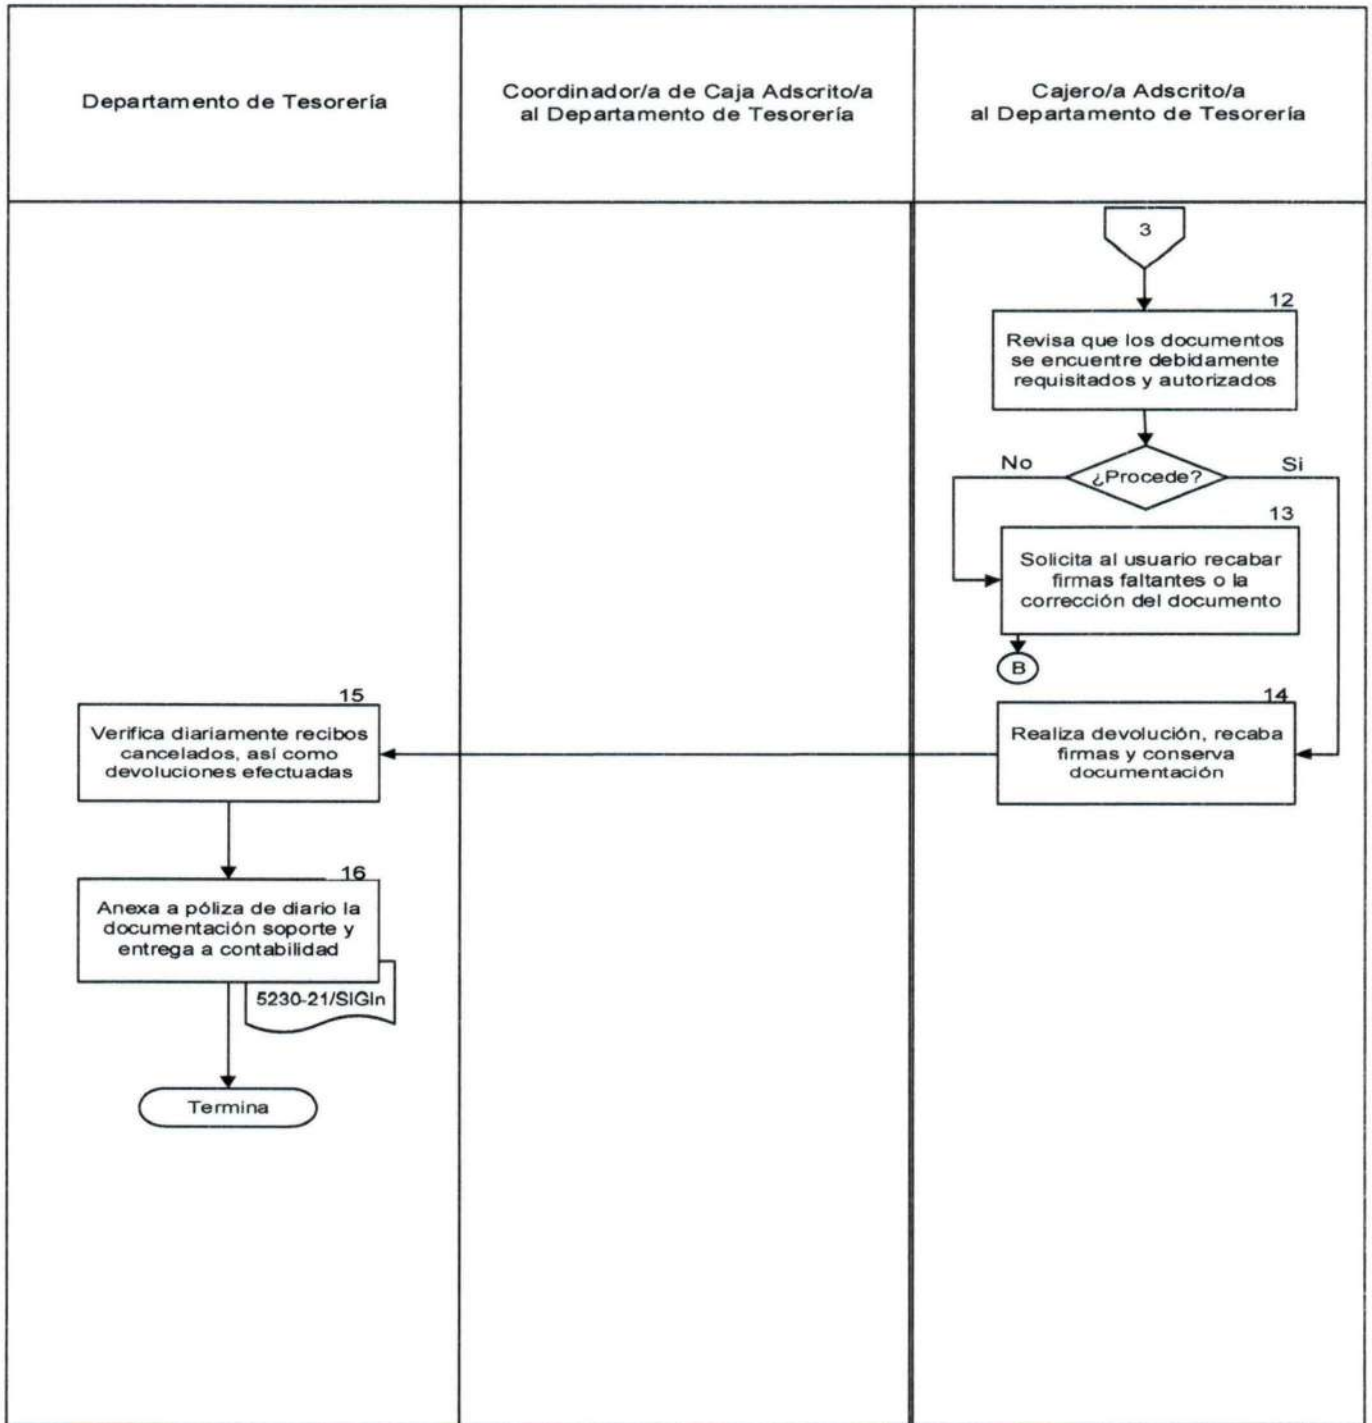 Departamento de Tesorería
Coordinador/a de Caja Adscrito/a
al Departamento de Tesorería
Cajero/a Adscrito/a
al Departamento de Tesorería
3
12
Revisa que los documentos
se encuentre debidamente
requisitados y autorizados
No
¿Procede?
Si
13
Solicita al usuario recabar
firmas faltantes o la
corrección del documento
B
14
Realiza devolución, recaba
firmas y conserva
documentación
15
Verifica diariamente recibos
cancelados, así como
devoluciones efectuadas
16
Anexa a póliza de diario la
documentación soporte y
entrega a contabilidad
5230-21/SIGIn
Termina